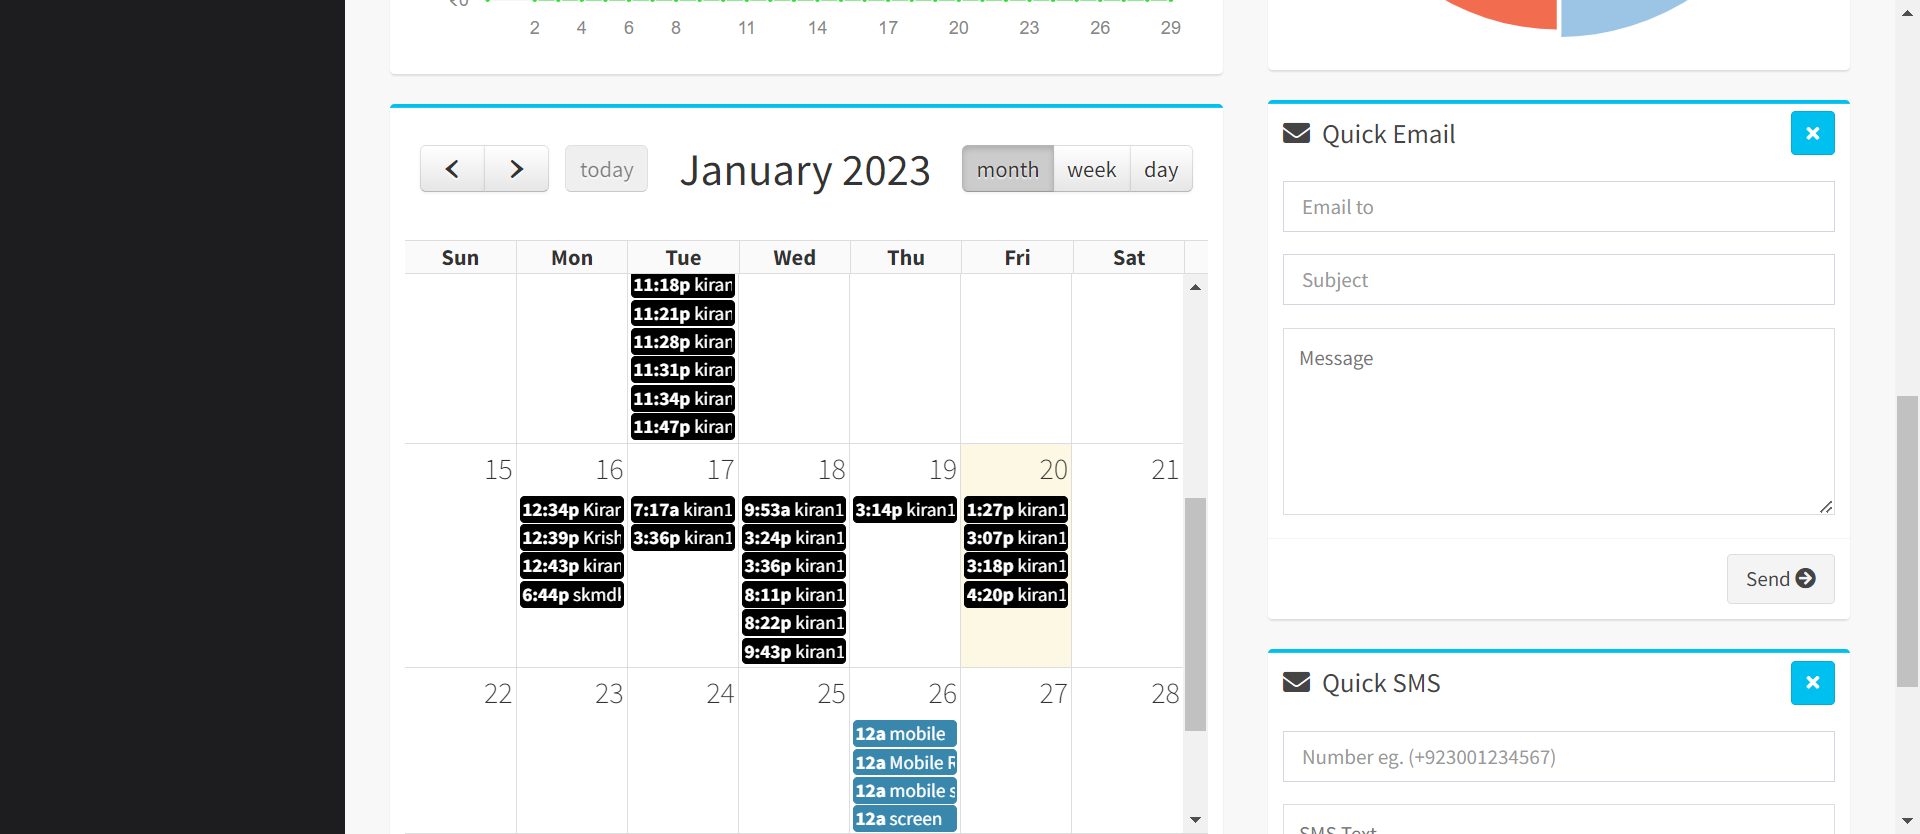 ₹0
2 4 6 8 11 14 17 20 23 26 29
today
January 2023
month week day
Sun Mon Tue Wed Thu Fri Sat
11:18p kiran
11:21p kiran
11:28p kiran
11:31p kiran
11:34p kiran
11:47p kiran
15 16 17 18 19 20 21
12:34p Kiran 7:17a kiran1 9:53a kiran1 3:14p kiran1 1:27p kiran1
12:39p Krish 3:36p kiran1 3:24p kiran1 3:07p kiran1
12:43p kiran 3:36p kiran1 3:18p kiran1
6:44p skmdk 8:11p kiran1 4:20p kiran1
8:22p kiran1
9:43p kiran1
22 23 24 25 26 27 28
12a mobile
12a Mobile R
12a mobile s
12a screen
Quick Email
Email to
Subject
Message
Send
Quick SMS
Number eg. (+923001234567)
SMS Text